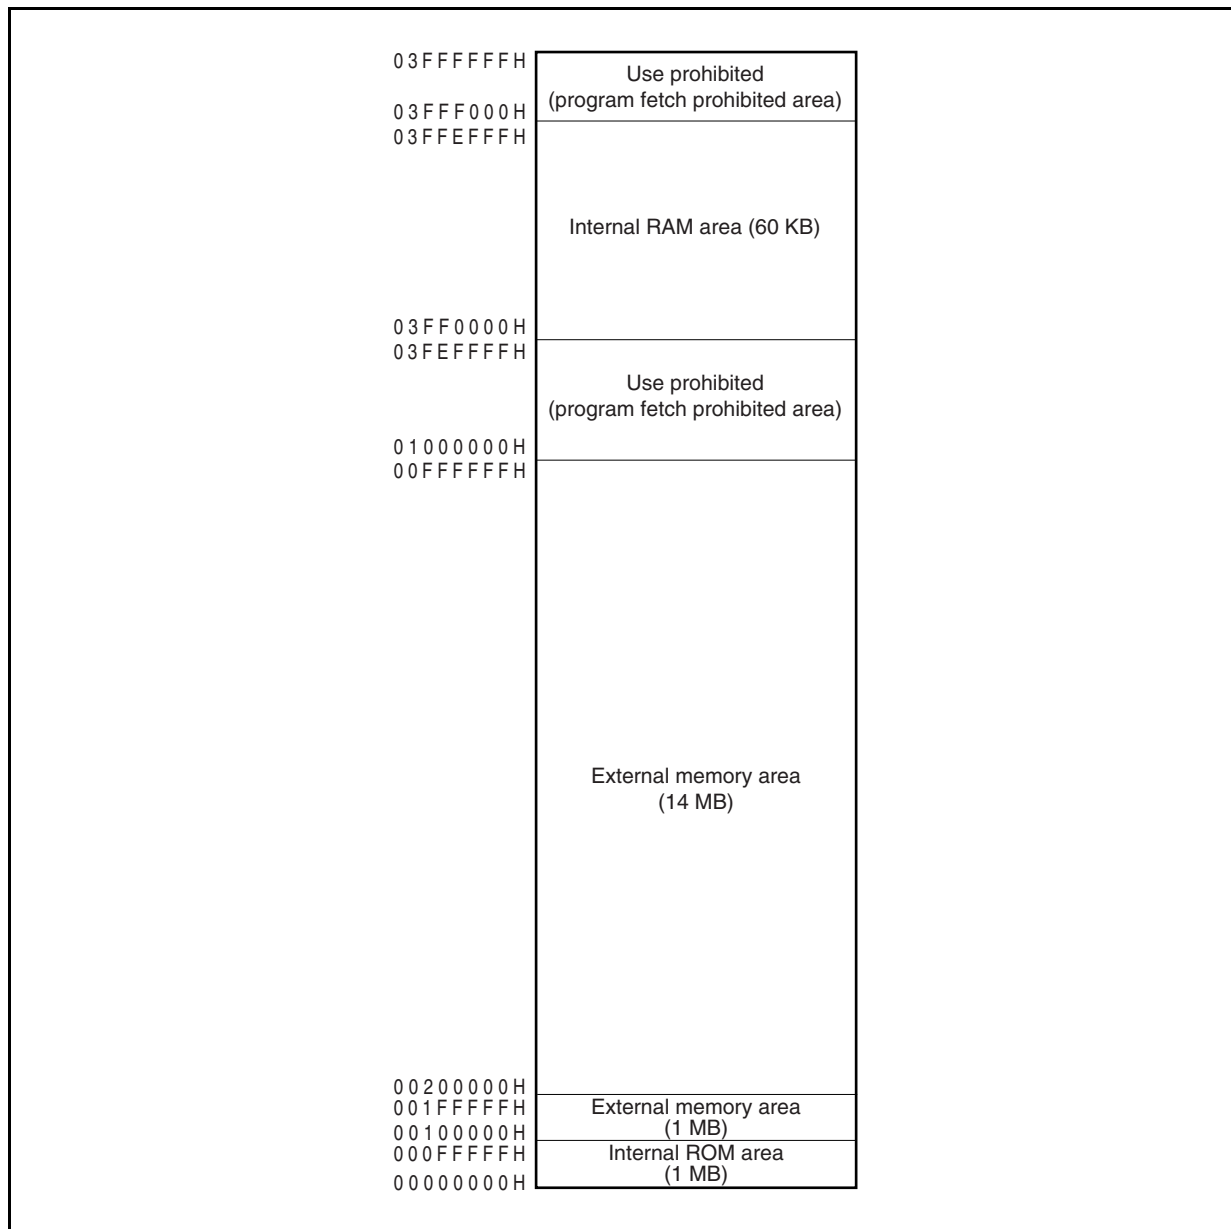 03FFFFFFH
Use prohibited
(program fetch prohibited area)
03FFF000H
03FFEFFFH
Internal RAM area (60 KB)
03FF0000H
03FEFFFFH
Use prohibited
(program fetch prohibited area)
01000000H
00FFFFFFH
External memory area
(14 MB)
00200000H
001FFFFFH
External memory area
(1 MB)
00100000H
000FFFFFH
Internal ROM area
(1 MB)
00000000H